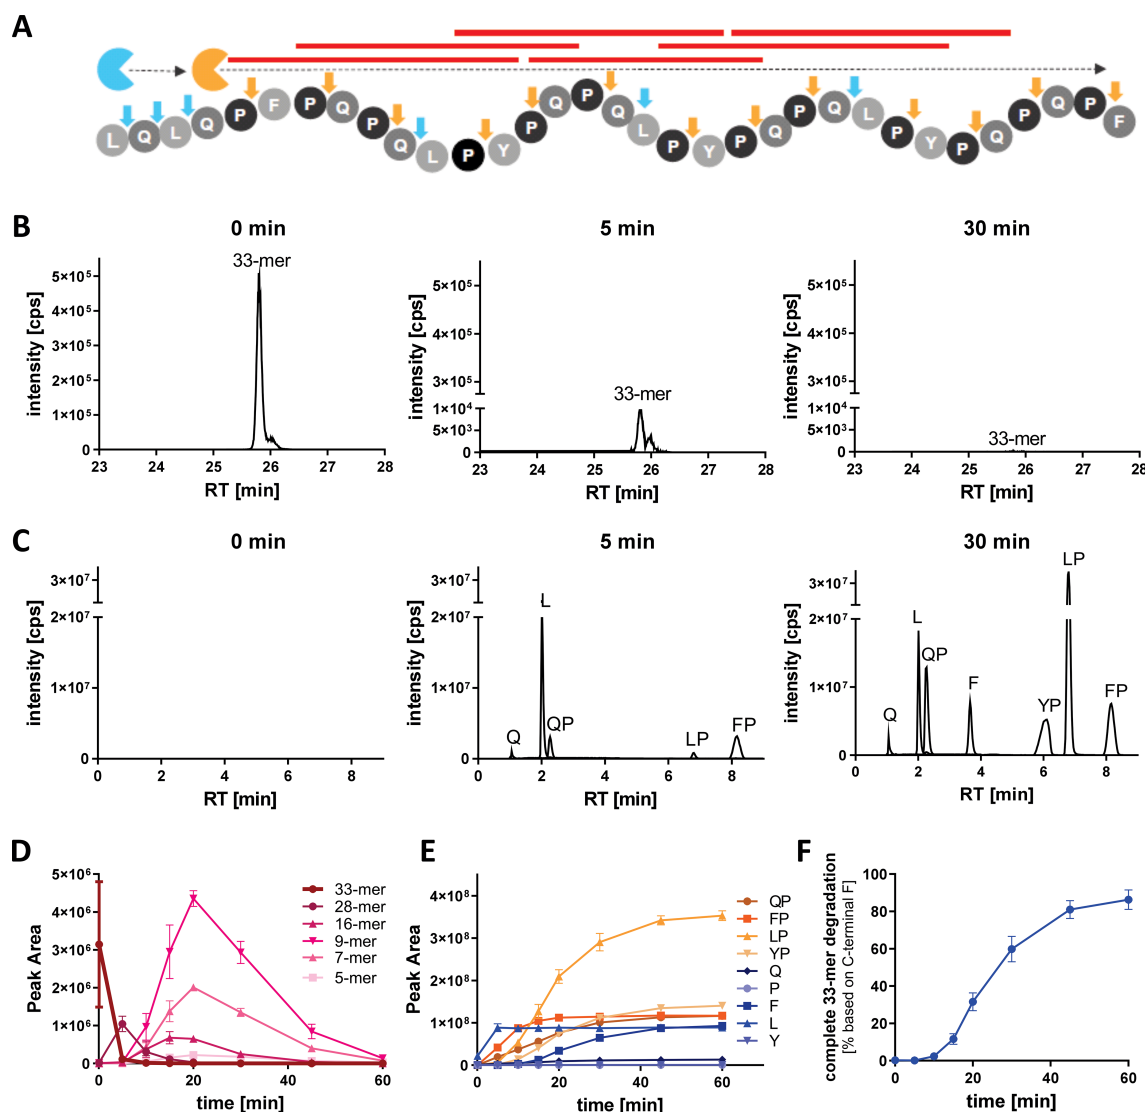 A
L Q L Q P F P Q P Q L P Y P Q P Q L P Y P Q P Q L P Y P Q P Q P F
B
0 min 5 min 30 min
33-mer
5×10⁵
4×10⁵
3×10⁵
2×10⁵
1×10⁵
0
intensity [cps]
23 24 25 26 27 28
RT [min]
33-mer
5×10⁵
4×10⁵
3×10⁵
1×10⁴
5×10³
0
intensity [cps]
23 24 25 26 27 28
RT [min]
33-mer
5×10⁵
4×10⁵
3×10⁵
1×10⁴
5×10³
0
intensity [cps]
23 24 25 26 27 28
RT [min]
C
0 min 5 min 30 min
3×10⁷
2×10⁷
1×10⁷
0
intensity [cps]
0 2 4 6 8
RT [min]
3×10⁷
2×10⁷
1×10⁷
0
intensity [cps]
Q L QP LP FP
0 2 4 6 8
RT [min]
3×10⁷
2×10⁷
1×10⁷
0
intensity [cps]
Q L QP F YP LP FP
0 2 4 6 8
RT [min]
D
5×10⁶
4×10⁶
3×10⁶
2×10⁶
1×10⁶
0
Peak Area
33-mer
28-mer
16-mer
9-mer
7-mer
5-mer
0 20 40 60
time [min]
E
4×10⁸
3×10⁸
2×10⁸
1×10⁸
0
Peak Area
QP
FP
LP
YP
Q
P
F
L
Y
0 20 40 60
time [min]
F
complete 33-mer degradation
[% based on C-terminal F]
100
80
60
40
20
0
0 20 40 60
time [min]